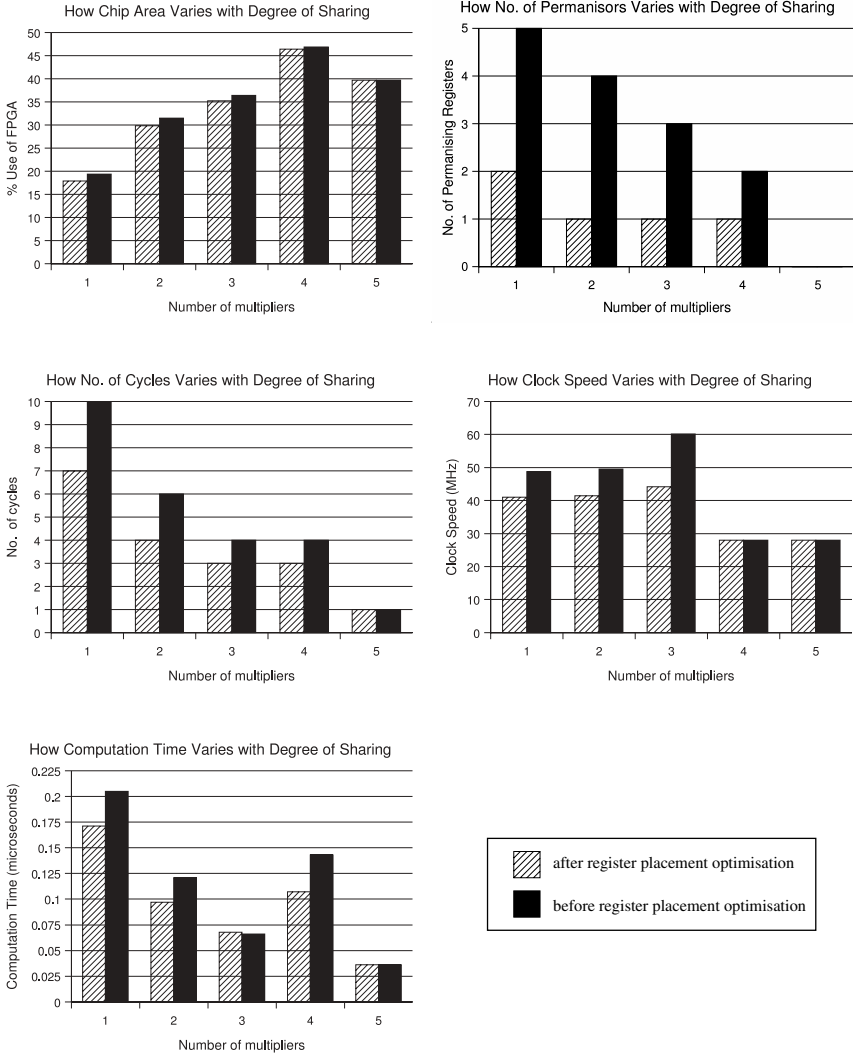 How Chip Area Varies with Degree of Sharing
50
45
40
35
30
25
20
15
10
5
0
% Use of FPGA
1 2 3 4 5
Number of multipliers
How No. of Permanisors Varies with Degree of Sharing
5
4
3
2
1
0
No. of Permanising Registers
1 2 3 4 5
Number of multipliers
How No. of Cycles Varies with Degree of Sharing
10
9
8
7
6
5
4
3
2
1
0
No. of cycles
1 2 3 4 5
Number of multipliers
How Clock Speed Varies with Degree of Sharing
70
60
50
40
30
20
10
0
Clock Speed (MHz)
1 2 3 4 5
Number of multipliers
How Computation Time Varies with Degree of Sharing
0.225
0.2
0.175
0.15
0.125
0.1
0.075
0.05
0.025
0
Computation Time (microseconds)
1 2 3 4 5
Number of multipliers
after register placement optimisation
before register placement optimisation